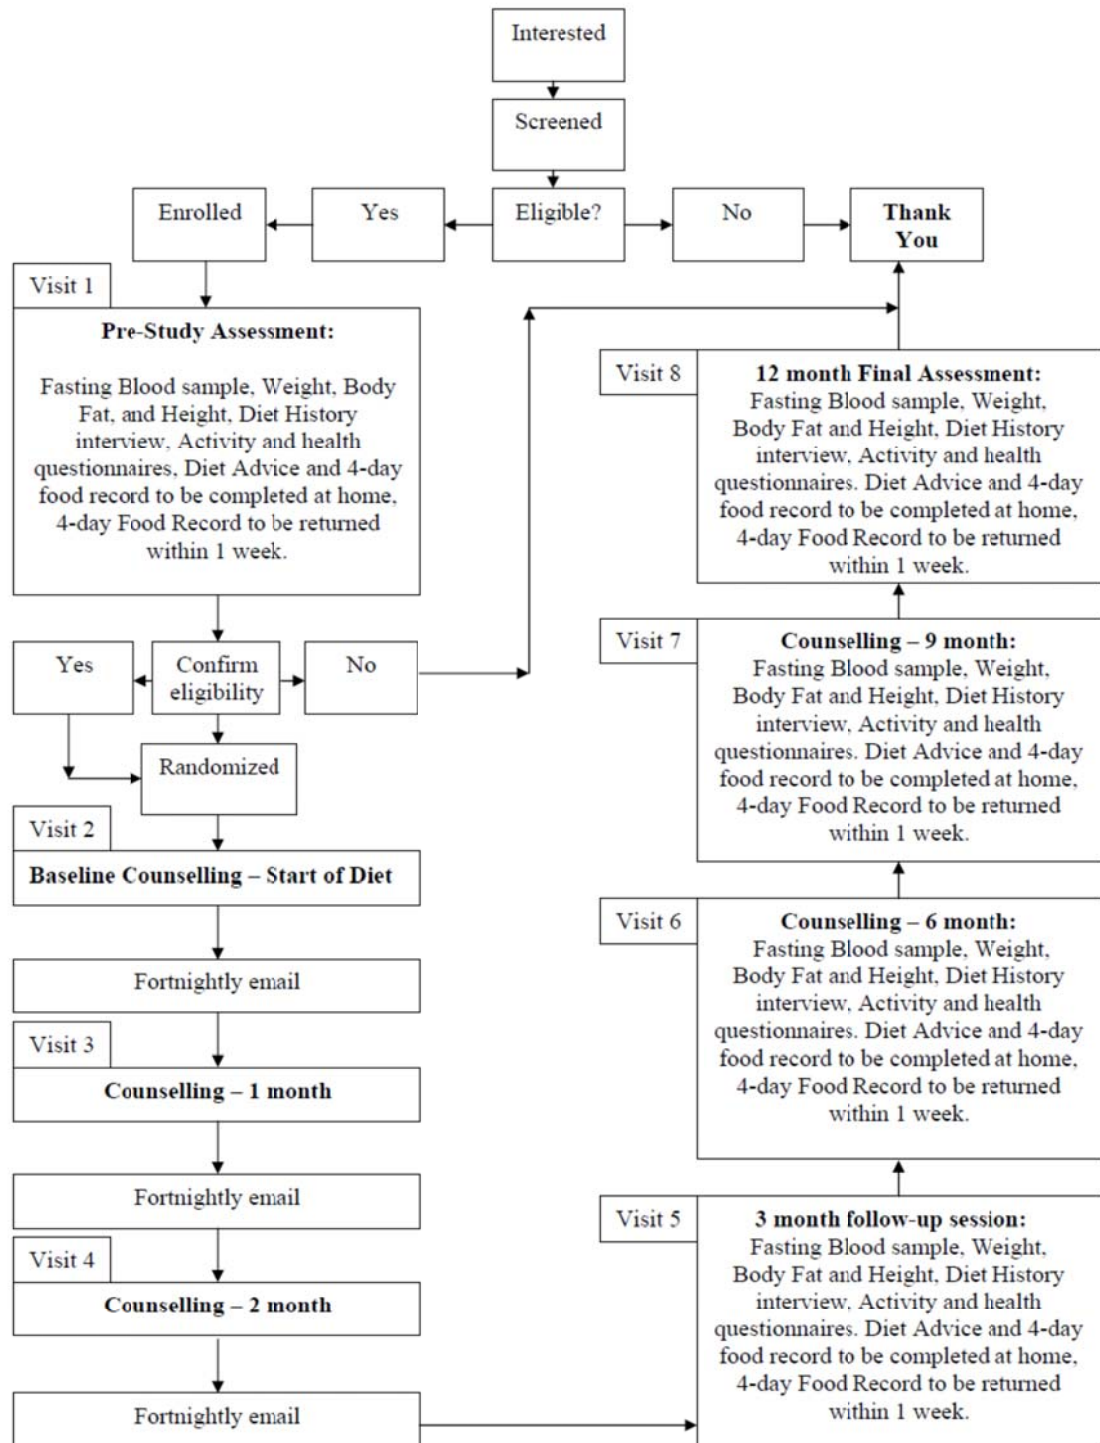 Interested
Screened
Enrolled
Yes
Eligible?
No
Thank
You
Visit 1
Pre-Study Assessment:
Fasting Blood sample, Weight, Body
Fat, and Height, Diet History
interview, Activity and health
questionnaires, Diet Advice and 4-day
food record to be completed at home,
4-day Food Record to be returned
within 1 week.
Yes
Confirm
eligibility
No
Randomized
Visit 2
Baseline Counselling – Start of Diet
Fortnightly email
Visit 3
Counselling – 1 month
Fortnightly email
Visit 4
Counselling – 2 month
Fortnightly email
Visit 5
3 month follow-up session:
Fasting Blood sample, Weight,
Body Fat and Height, Diet History
interview, Activity and health
questionnaires. Diet Advice and 4-day
food record to be completed at home,
4-day Food Record to be returned
within 1 week.
Visit 6
Counselling – 6 month:
Fasting Blood sample, Weight,
Body Fat and Height, Diet History
interview, Activity and health
questionnaires. Diet Advice and 4-day
food record to be completed at home,
4-day Food Record to be returned
within 1 week.
Visit 7
Counselling – 9 month:
Fasting Blood sample, Weight,
Body Fat and Height, Diet History
interview, Activity and health
questionnaires. Diet Advice and 4-day
food record to be completed at home,
4-day Food Record to be returned
within 1 week.
Visit 8
12 month Final Assessment:
Fasting Blood sample, Weight,
Body Fat and Height, Diet History
interview, Activity and health
questionnaires. Diet Advice and 4-day
food record to be completed at home,
4-day Food Record to be returned
within 1 week.